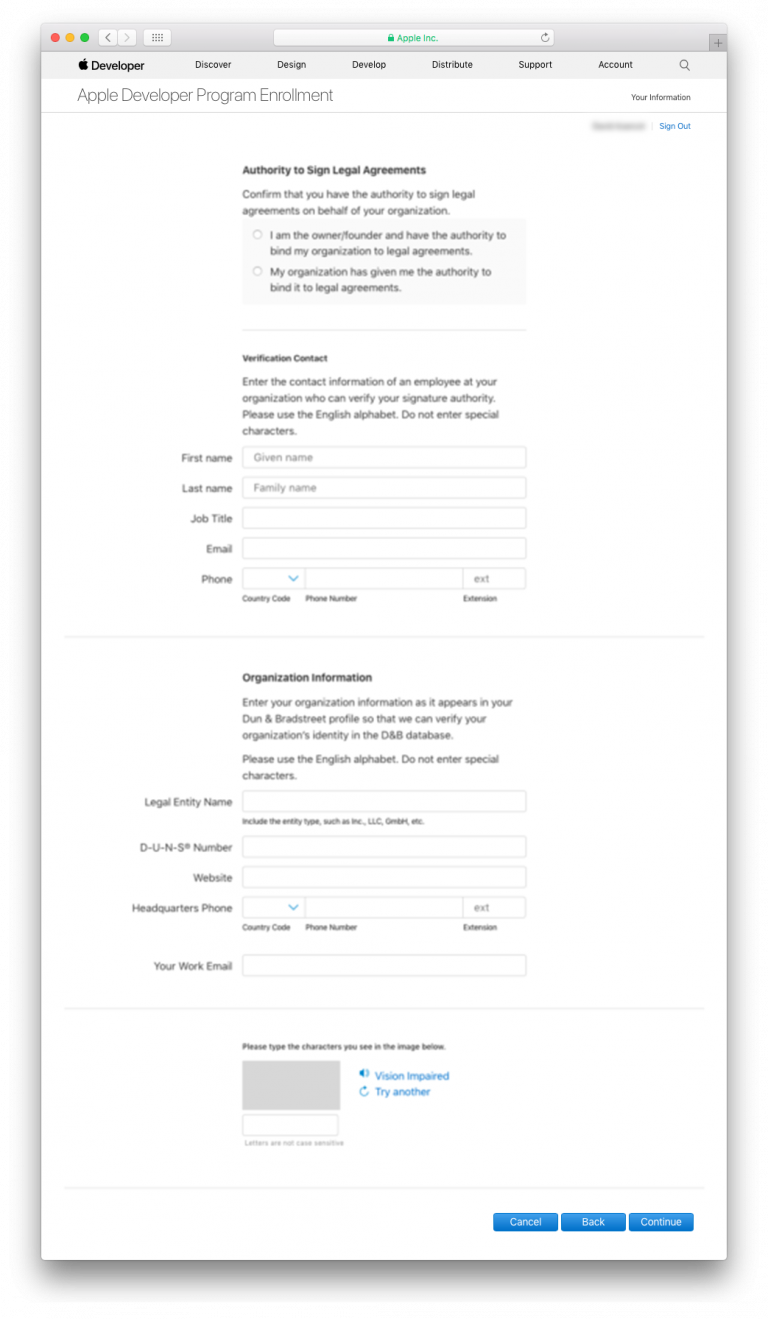 Apple Inc.
Developer
Discover
Design
Develop
Distribute
Support
Account
Apple Developer Program Enrollment
Your Information
Sign Out
Authority to Sign Legal Agreements
Confirm that you have the authority to sign legal
agreements on behalf of your organization.
I am the owner/founder and have the authority to
bind my organization to legal agreements.
My organization has given me the authority to
bind it to legal agreements.
Verification Contact
Enter the contact information of an employee at your
organization who can verify your signature authority.
Please use the English alphabet. Do not enter special
characters.
First name
Given name
Last name
Family name
Job Title
Email
Phone
ext
Country Code
Phone Number
Extension
Organization Information
Enter your organization information as it appears in your
Dun & Bradstreet profile so that we can verify your
organization's identity in the D&B database.
Please use the English alphabet. Do not enter special
characters.
Legal Entity Name
Include the entity type, such as Inc., LLC, GmbH, etc.
D-U-N-S® Number
Website
Headquarters Phone
ext
Country Code
Phone Number
Extension
Your Work Email
Please type the characters you see in the image below.
Vision Impaired
Try another
Letters are not case sensitive
Cancel
Back
Continue